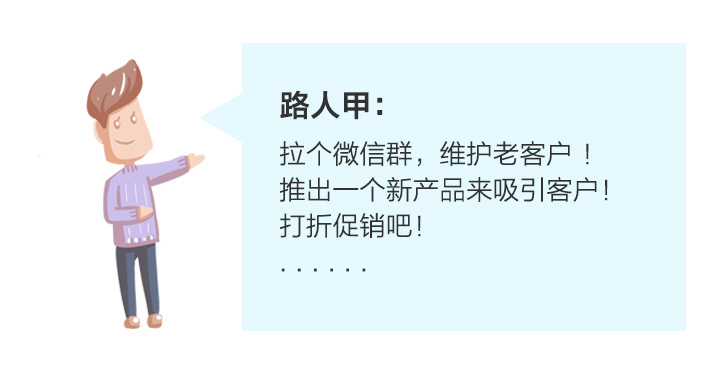 路人甲：
拉个微信群，维护老客户 ！
推出一个新产品来吸引客户！
打折促销吧！
. . . . . .